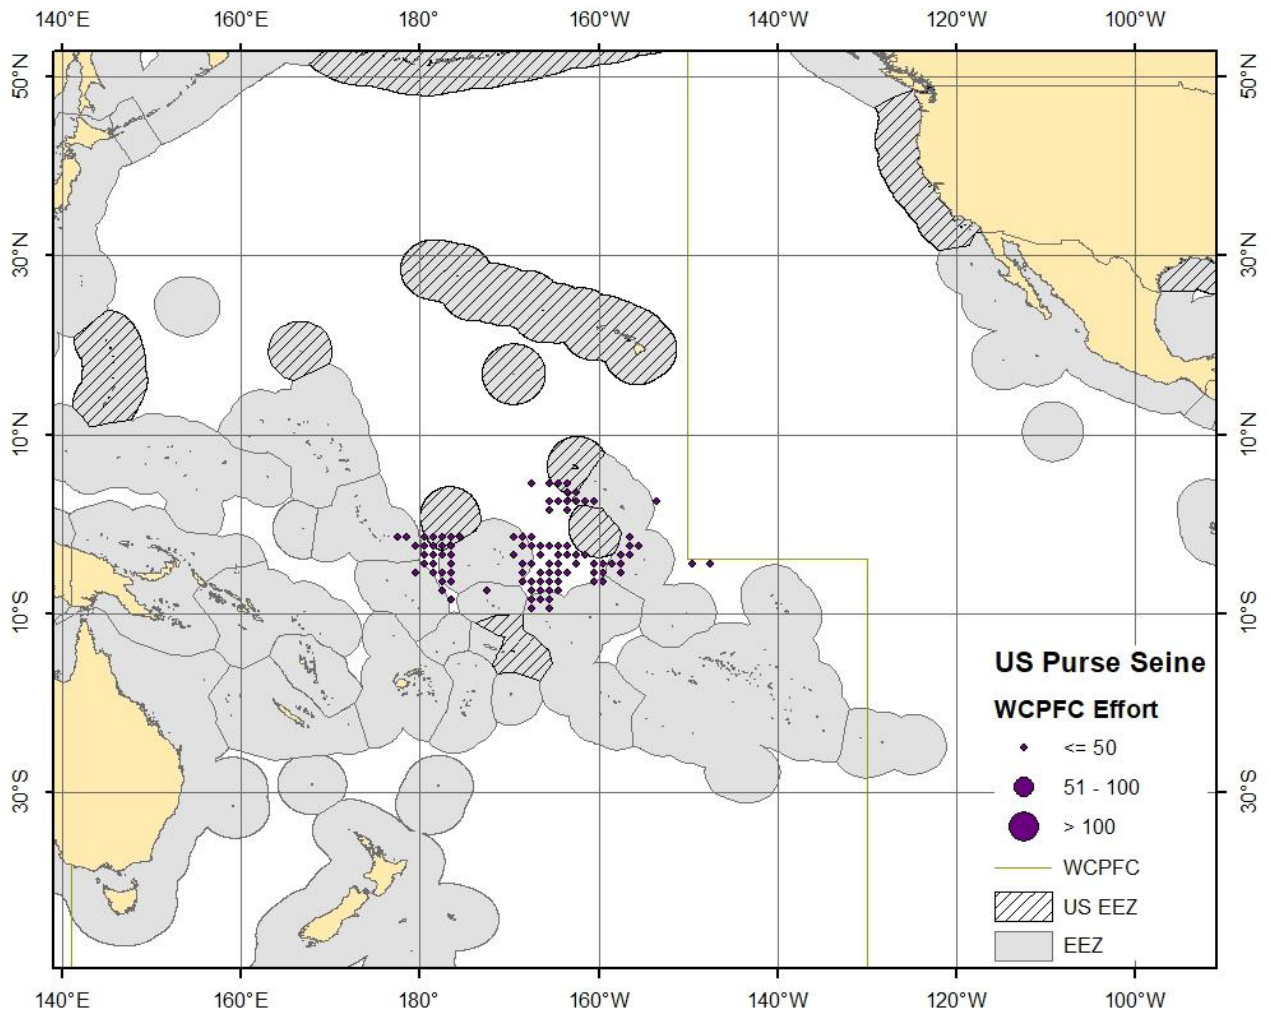 140°E 160°E 180° 160°W 140°W 120°W 100°W
50°N 50°N
30°N 30°N
10°N 10°N
10°S 10°S
30°S 30°S
US Purse Seine
WCPFC Effort
<= 50
51 - 100
> 100
WCPFC
US EEZ
EEZ
140°E 160°E 180° 160°W 140°W 120°W 100°W